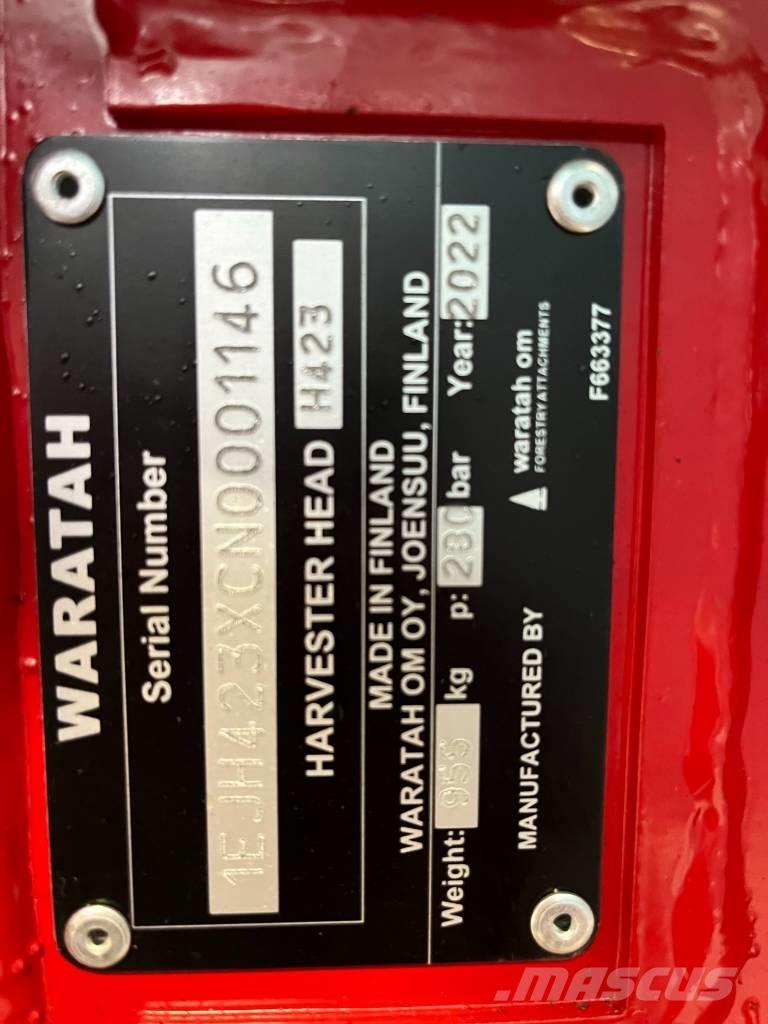 WARATAH
Serial Number
1EJH423XCN0001146
HARVESTER HEAD H423
MADE IN FINLAND
WARATAH OM OY, JOENSUU, FINLAND
Weight: 955 kg p: 280 bar Year: 2022
MANUFACTURED BY waratah om
FORESTRY ATTACHMENTS
F663377
MASCUS